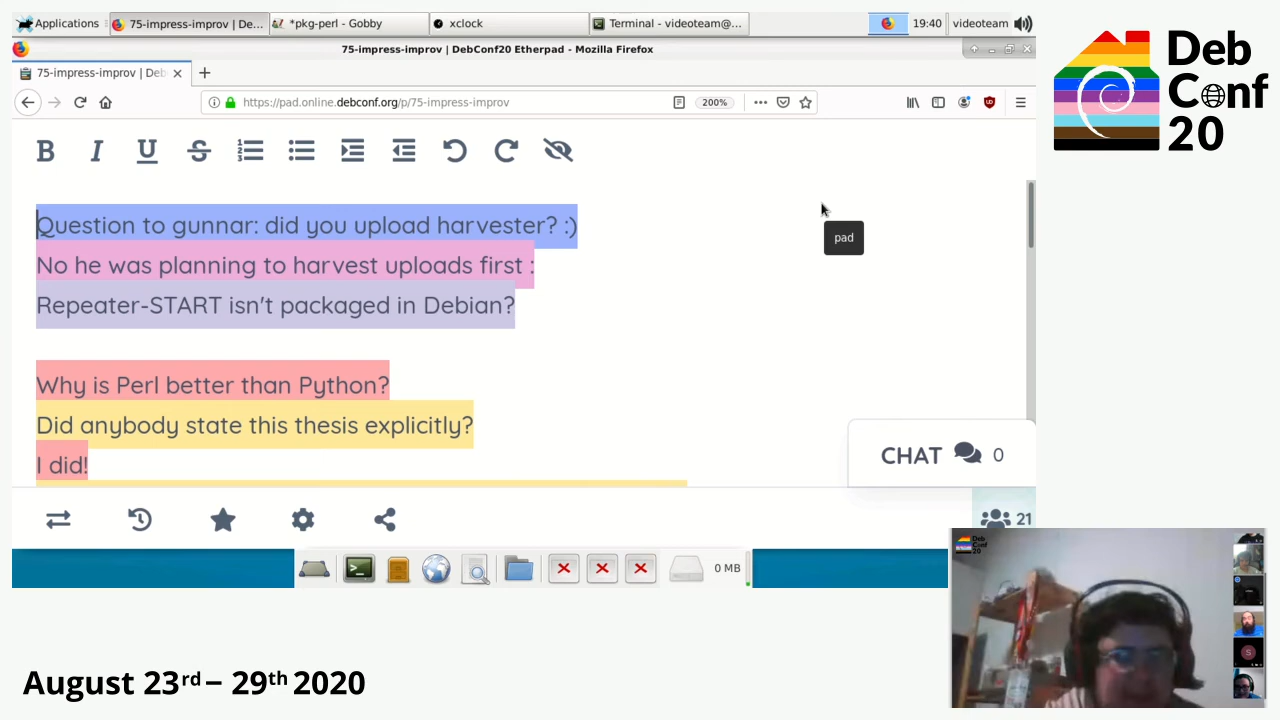 Applications
75-impress-improv | De...
*pkg-perl - Gobby
xclock
Terminal - videoteam@...
19:40
videoteam
75-impress-improv | DebConf20 Etherpad - Mozilla Firefox
75-impress-improv | Deb
https://pad.online.debconf.org/p/75-impress-improv
200%
B I U S
Question to gunnar: did you upload harvester? :)
No he was planning to harvest uploads first :
Repeater-START isn't packaged in Debian?
Why is Perl better than Python?
Did anybody state this thesis explicitly?
I did!
pad
CHAT 0
21
0 MB
Deb
Conf
20
Deb
Conf
20
S
August 23rd – 29th 2020